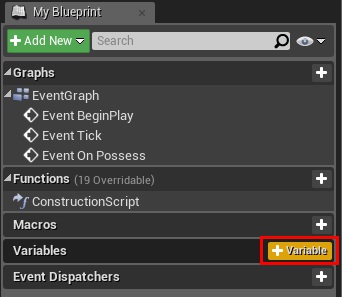 My Blueprint
Add New Search
Graphs
EventGraph
Event BeginPlay
Event Tick
Event On Possess
Functions (19 Overridable)
ConstructionScript
Macros
Variables + Variable
Event Dispatchers